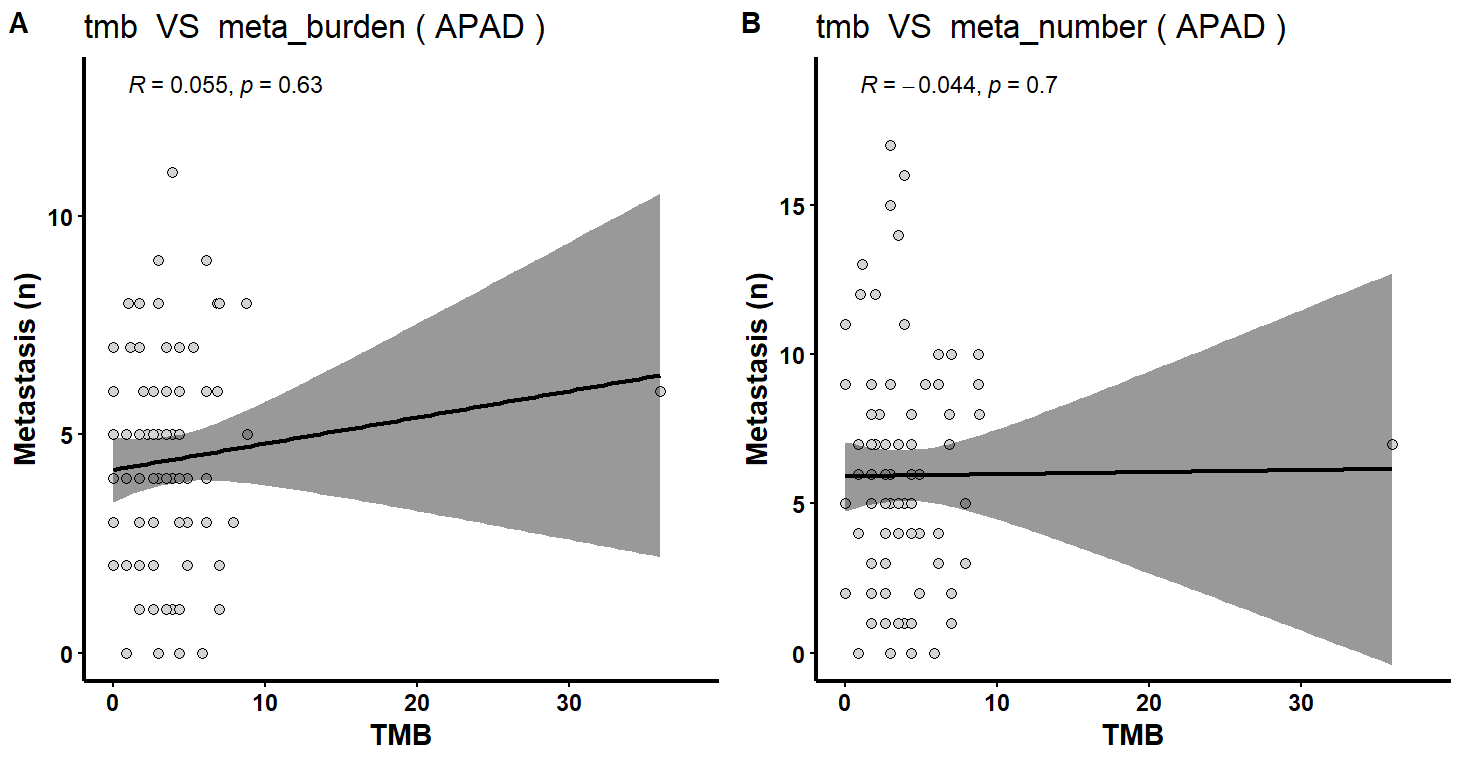 A
tmb VS meta_burden ( APAD )
R = 0.055, p = 0.63
Metastasis (n)
10
5
0
0
10
20
30
TMB
B
tmb VS meta_number ( APAD )
R = −0.044, p = 0.7
Metastasis (n)
15
10
5
0
0
10
20
30
TMB